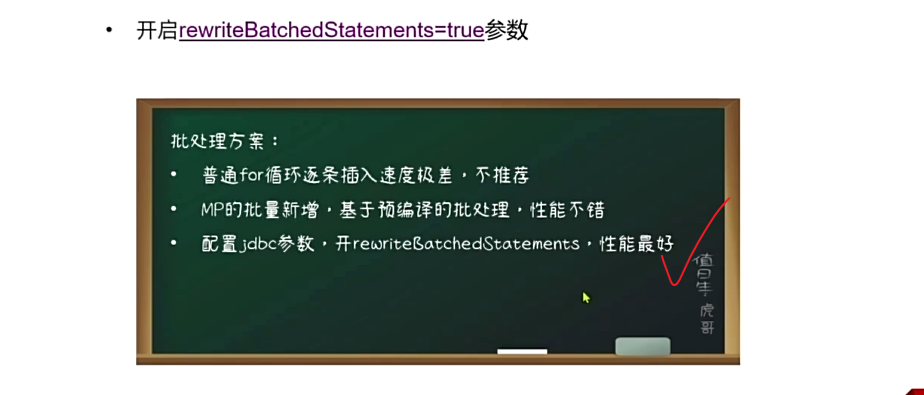 • 开启rewriteBatchedStatements=true参数
批处理方案：
• 普通for循环逐条插入速度极差，不推荐
• MP的批量新增，基于预编译的批处理，性能不错
• 配置jdbc参数，开rewriteBatchedStatements，性能最好
值日生
虎哥